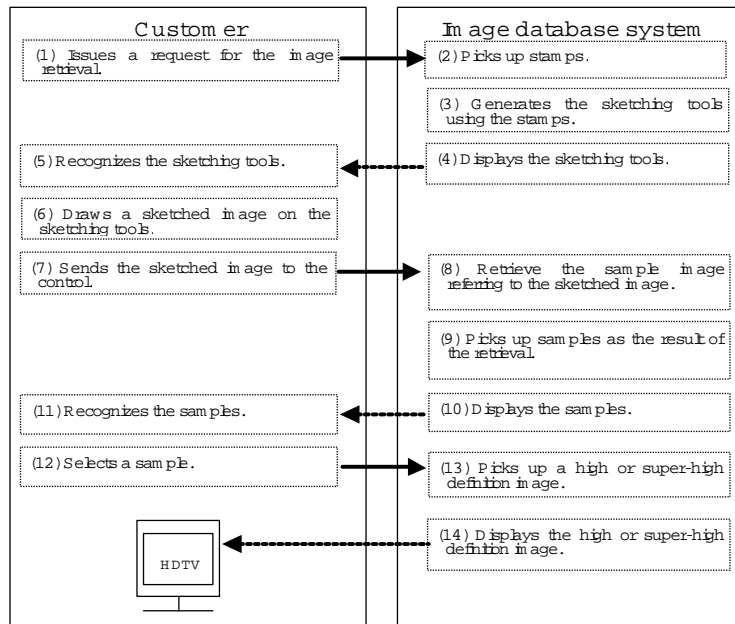 Customer
Image database system
(1) Issues a request for the image
retrieval.
(2) Picks up stamps.
(3) Generates the sketching tools
using the stamps.
(4) Displays the sketching tools.
(5) Recognizes the sketching tools.
(6) Draws a sketched image on the
sketching tools.
(7) Sends the sketched image to the
control.
(8) Retrieve the sample image
referring to the sketched image.
(9) Picks up samples as the result of
the retrieval.
(10) Displays the samples.
(11) Recognizes the samples.
(12) Selects a sample.
(13) Picks up a high or super-high
definition image.
(14) Displays the high or super-high
definition image.
HDTV